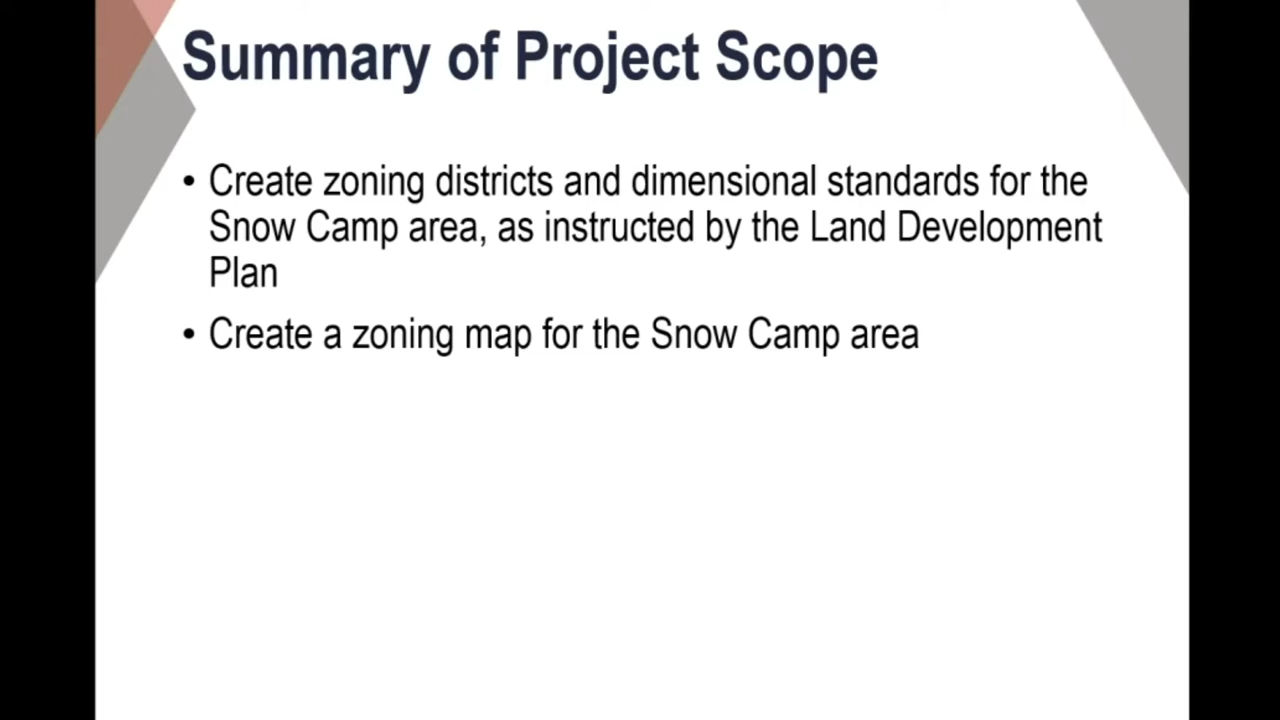 Summary of Project Scope
• Create zoning districts and dimensional standards for the
Snow Camp area, as instructed by the Land Development
Plan
• Create a zoning map for the Snow Camp area